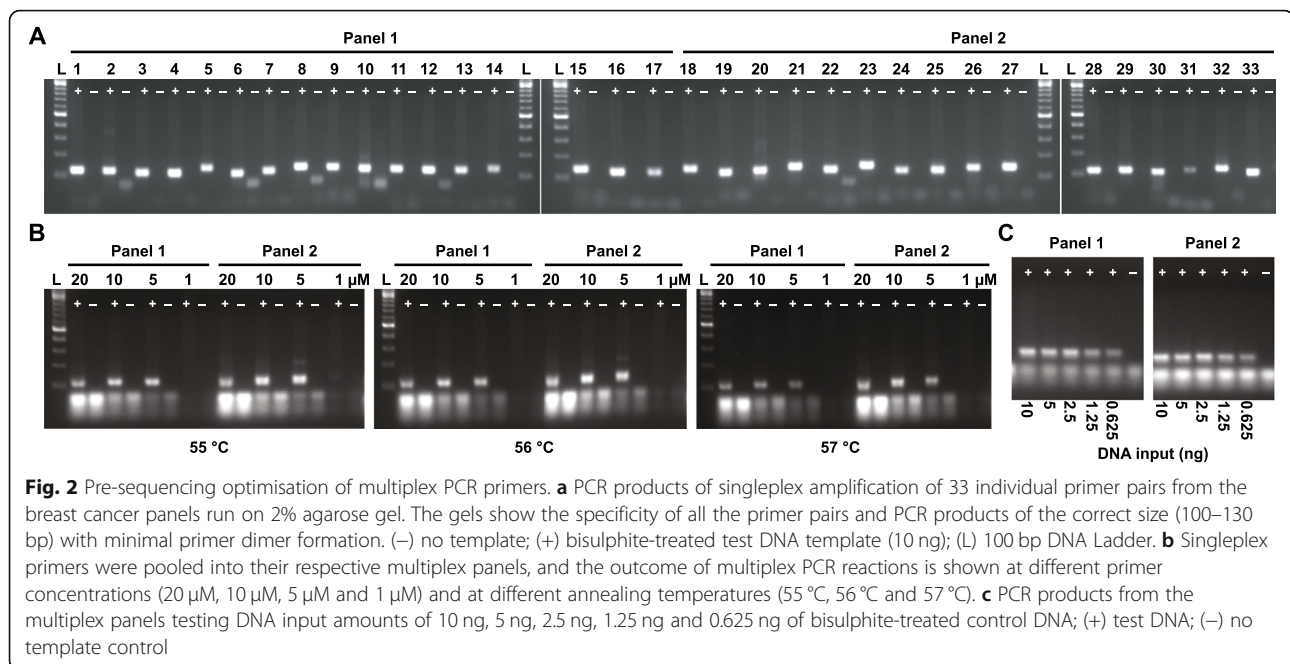 A
Panel 1 Panel 2
L 1 2 3 4 5 6 7 8 9 10 11 12 13 14 L 15 16 17 18 19 20 21 22 23 24 25 26 27 L L 28 29 30 31 32 33
+ − + − + − + − + − + − + − + − + − + − + − + − + − + − + − + − + − + − + − + − + − + − + − + − + − + − + − + − + − + − + − + − + −
B
Panel 1 Panel 2 Panel 1 Panel 2 Panel 1 Panel 2
L 20 10 5 1 20 10 5 1 µM L 20 10 5 1 20 10 5 1 µM L 20 10 5 1 20 10 5 1 µM
+ − + − + − + − + − + − + − + − + − + − + − + − + − + − + − + − + − + − + − + − + − + − + − + −
55 °C 56 °C 57 °C
C
Panel 1 Panel 2
+ + + + + − + + + + + −
10 5 2.5 1.25 0.625 10 5 2.5 1.25 0.625
DNA input (ng)
Fig. 2 Pre-sequencing optimisation of multiplex PCR primers. a PCR products of singleplex amplification of 33 individual primer pairs from the
breast cancer panels run on 2% agarose gel. The gels show the specificity of all the primer pairs and PCR products of the correct size (100–130
bp) with minimal primer dimer formation. (−) no template; (+) bisulphite-treated test DNA template (10 ng); (L) 100 bp DNA Ladder. b Singleplex
primers were pooled into their respective multiplex panels, and the outcome of multiplex PCR reactions is shown at different primer
concentrations (20 µM, 10 µM, 5 µM and 1 µM) and at different annealing temperatures (55 °C, 56 °C and 57 °C). c PCR products from the
multiplex panels testing DNA input amounts of 10 ng, 5 ng, 2.5 ng, 1.25 ng and 0.625 ng of bisulphite-treated control DNA; (+) test DNA; (−) no
template control